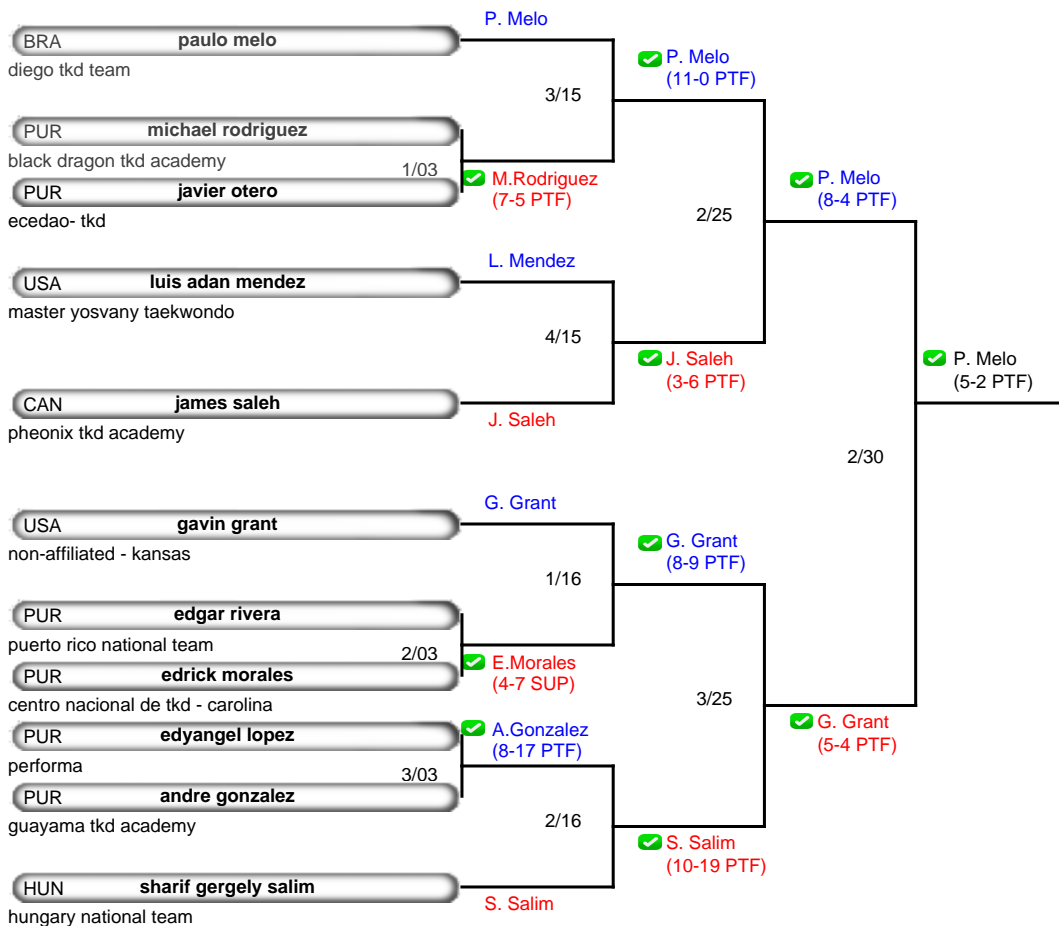 P. Melo
BRA paulo melo
diego tkd team
P. Melo
(11-0 PTF)
3/15
PUR michael rodriguez
black dragon tkd academy
1/03
M.Rodriguez
(7-5 PTF)
PUR javier otero
ecedao- tkd
P. Melo
(8-4 PTF)
2/25
L. Mendez
USA luis adan mendez
master yosvany taekwondo
4/15
J. Saleh
(3-6 PTF)
P. Melo
(5-2 PTF)
CAN james saleh
J. Saleh
pheonix tkd academy
2/30
G. Grant
USA gavin grant
non-affiliated - kansas
G. Grant
(8-9 PTF)
1/16
PUR edgar rivera
puerto rico national team
2/03
E.Morales
(4-7 SUP)
PUR edrick morales
centro nacional de tkd - carolina
3/25
A.Gonzalez
(8-17 PTF)
PUR edyangel lopez
performa
G. Grant
(5-4 PTF)
3/03
PUR andre gonzalez
guayama tkd academy
2/16
S. Salim
(10-19 PTF)
HUN sharif gergely salim
S. Salim
hungary national team